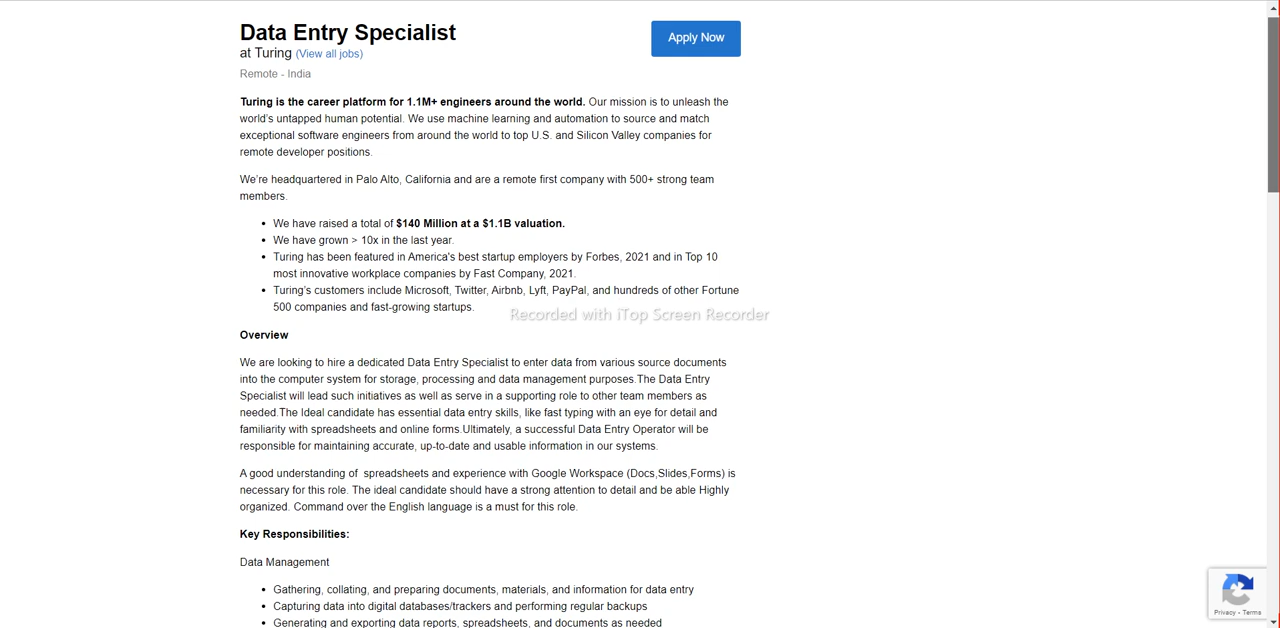 Data Entry Specialist
Apply Now
at Turing (View all jobs)
Remote - India
Turing is the career platform for 1.1M+ engineers around the world. Our mission is to unleash the
world's untapped human potential. We use machine learning and automation to source and match
exceptional software engineers from around the world to top U.S. and Silicon Valley companies for
remote developer positions.
We're headquartered in Palo Alto, California and are a remote first company with 500+ strong team
members.
• We have raised a total of $140 Million at a $1.1B valuation.
• We have grown > 10x in the last year.
• Turing has been featured in America's best startup employers by Forbes, 2021 and in Top 10
most innovative workplace companies by Fast Company, 2021.
• Turing's customers include Microsoft, Twitter, Airbnb, Lyft, PayPal, and hundreds of other Fortune
500 companies and fast-growing startups.
Recorded with iTop Screen Recorder
Overview
We are looking to hire a dedicated Data Entry Specialist to enter data from various source documents
into the computer system for storage, processing and data management purposes.The Data Entry
Specialist will lead such initiatives as well as serve in a supporting role to other team members as
needed.The Ideal candidate has essential data entry skills, like fast typing with an eye for detail and
familiarity with spreadsheets and online forms.Ultimately, a successful Data Entry Operator will be
responsible for maintaining accurate, up-to-date and usable information in our systems.
A good understanding of  spreadsheets and experience with Google Workspace (Docs,Slides,Forms) is
necessary for this role. The ideal candidate should have a strong attention to detail and be able Highly
organized. Command over the English language is a must for this role.
Key Responsibilities:
Data Management
• Gathering, collating, and preparing documents, materials, and information for data entry
• Capturing data into digital databases/trackers and performing regular backups
• Generating and exporting data reports, spreadsheets, and documents as needed
Privacy - Terms